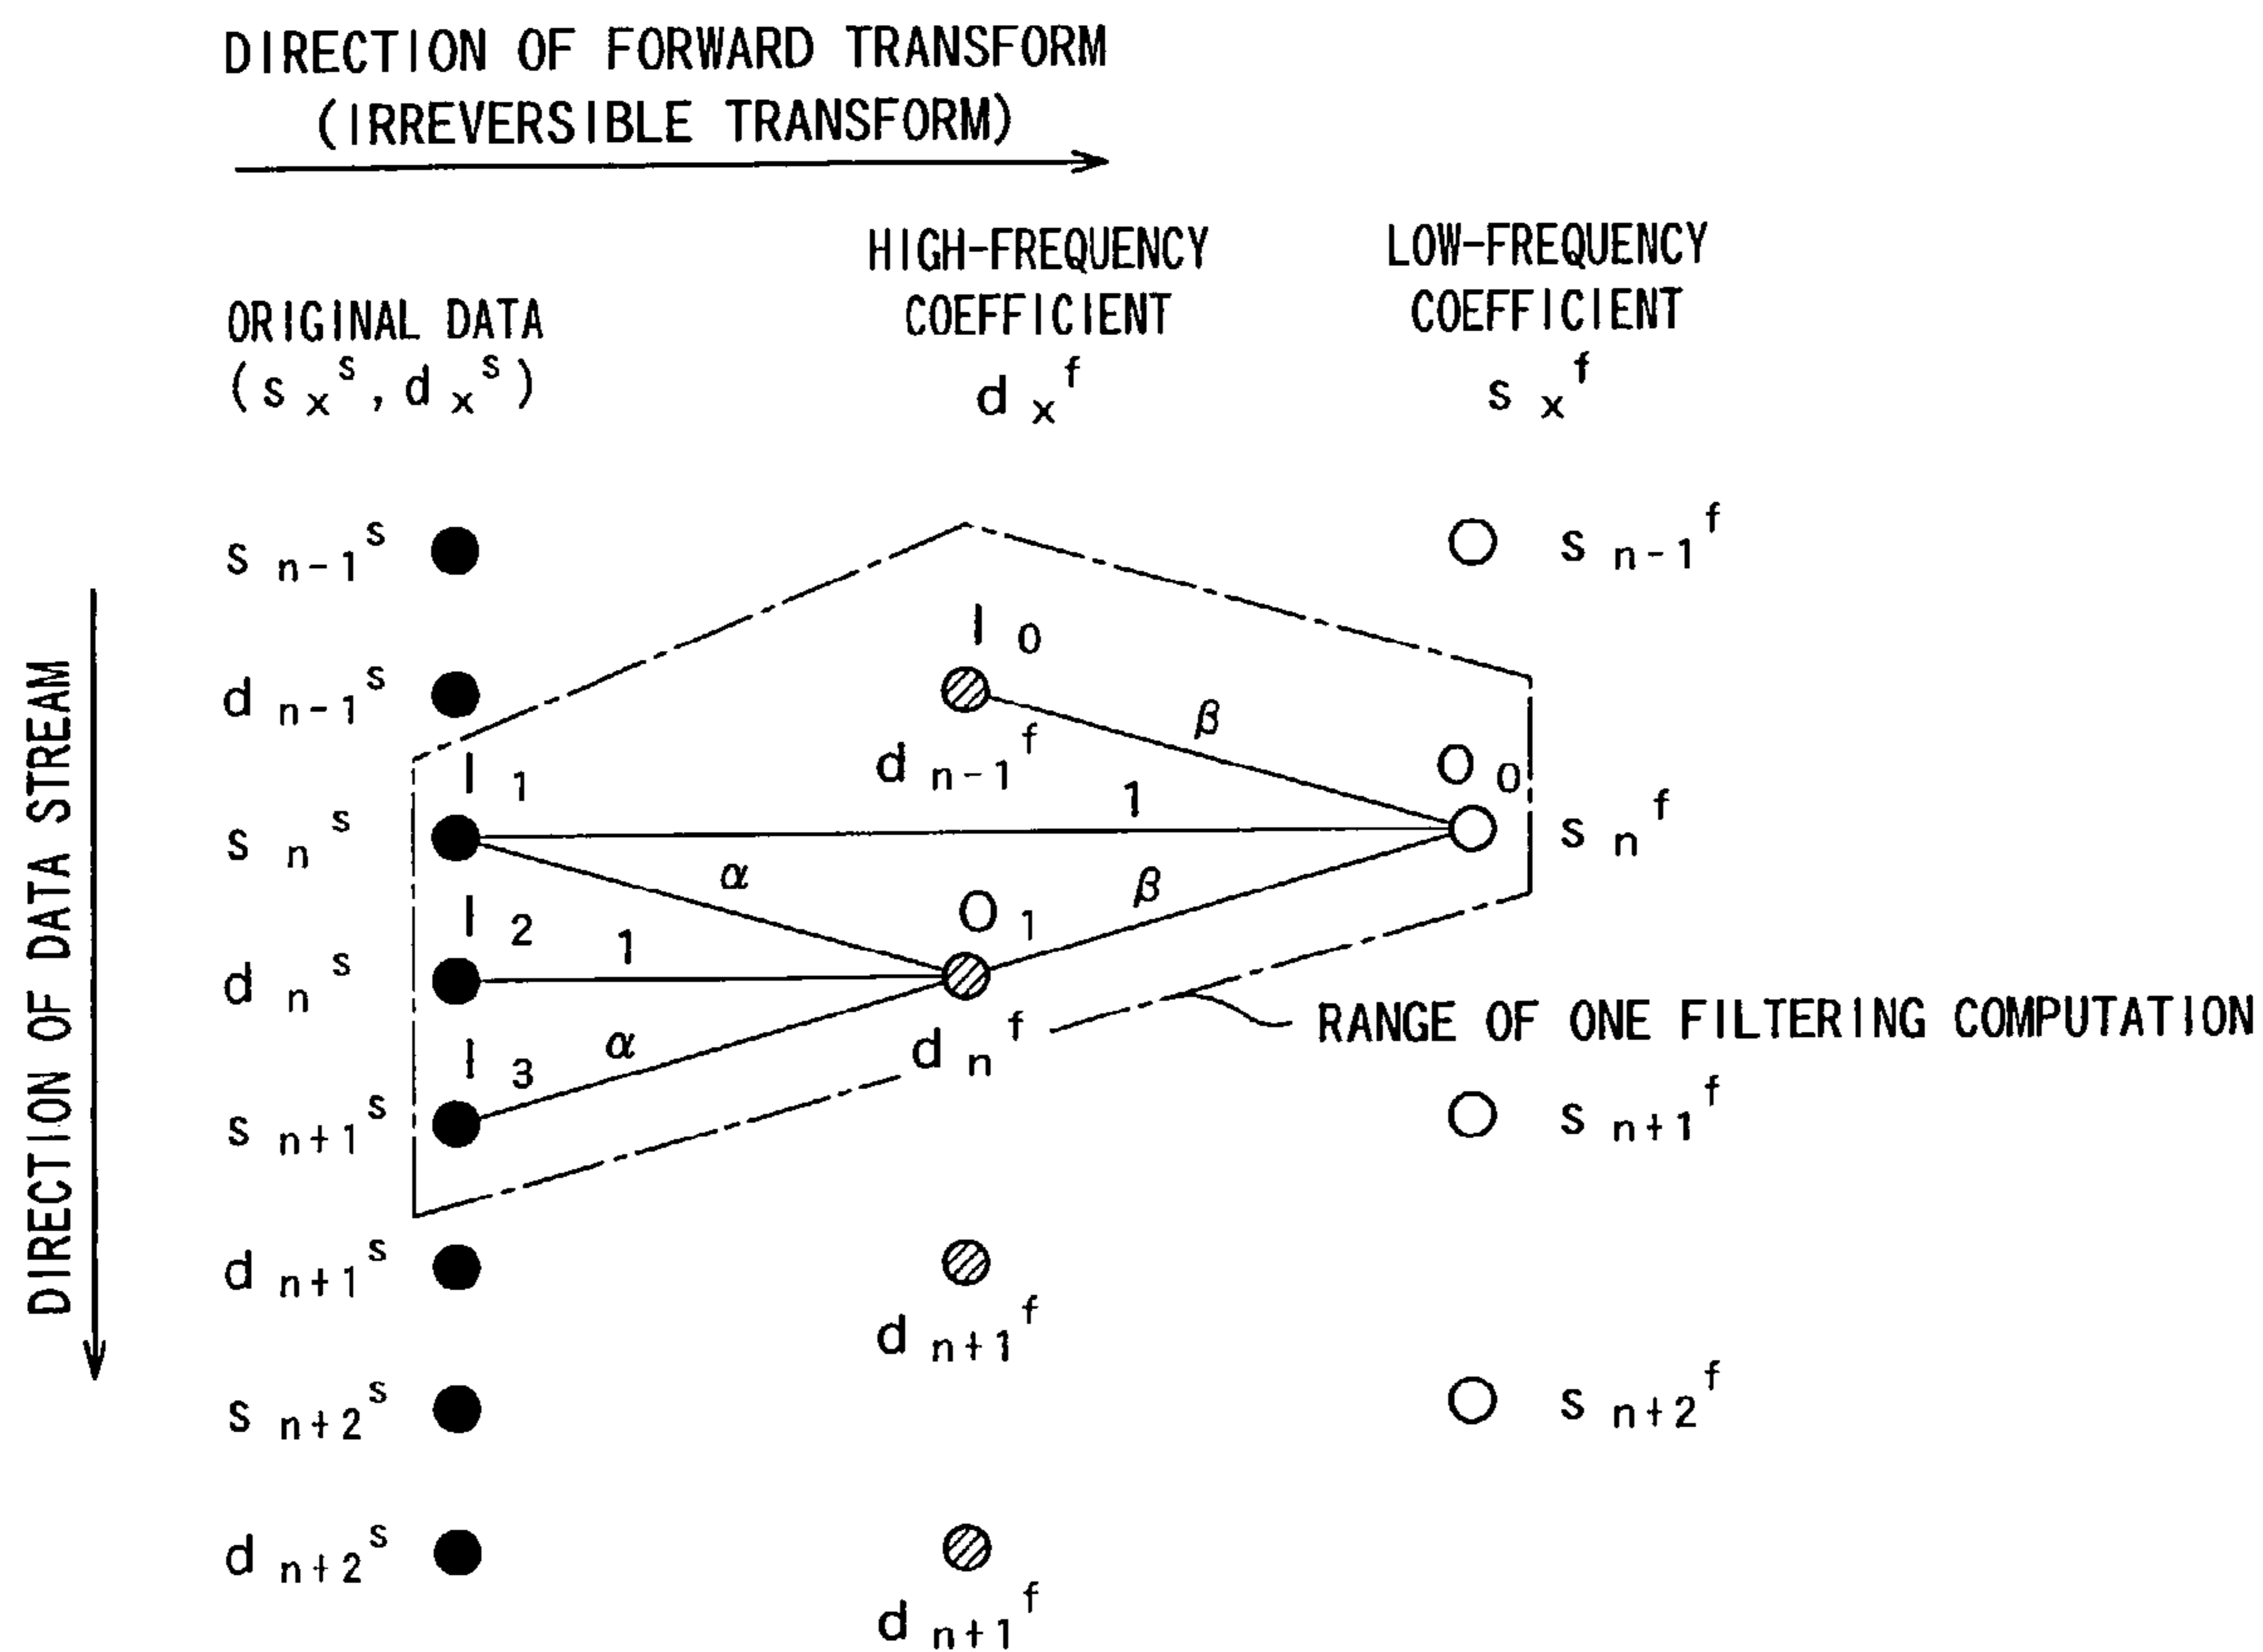 DIRECTION OF FORWARD TRANSFORM
(IRREVERSIBLE TRANSFORM)
HIGH-FREQUENCY
COEFFICIENT
d x f
LOW-FREQUENCY
COEFFICIENT
s x f
ORIGINAL DATA
(s x s, d x s)
DIRECTION OF DATA STREAM
s n-1 s
s n-1 f
I 0
d n-1 s
β
d n-1 f
O 0
I 1
1
s n s
s n f
α
β
I 2
1
O 1
d n s
RANGE OF ONE FILTERING COMPUTATION
d n f
I 3
α
s n+1 s
s n+1 f
d n+1 s
d n+1 f
s n+2 s
s n+2 f
d n+2 s
d n+1 f